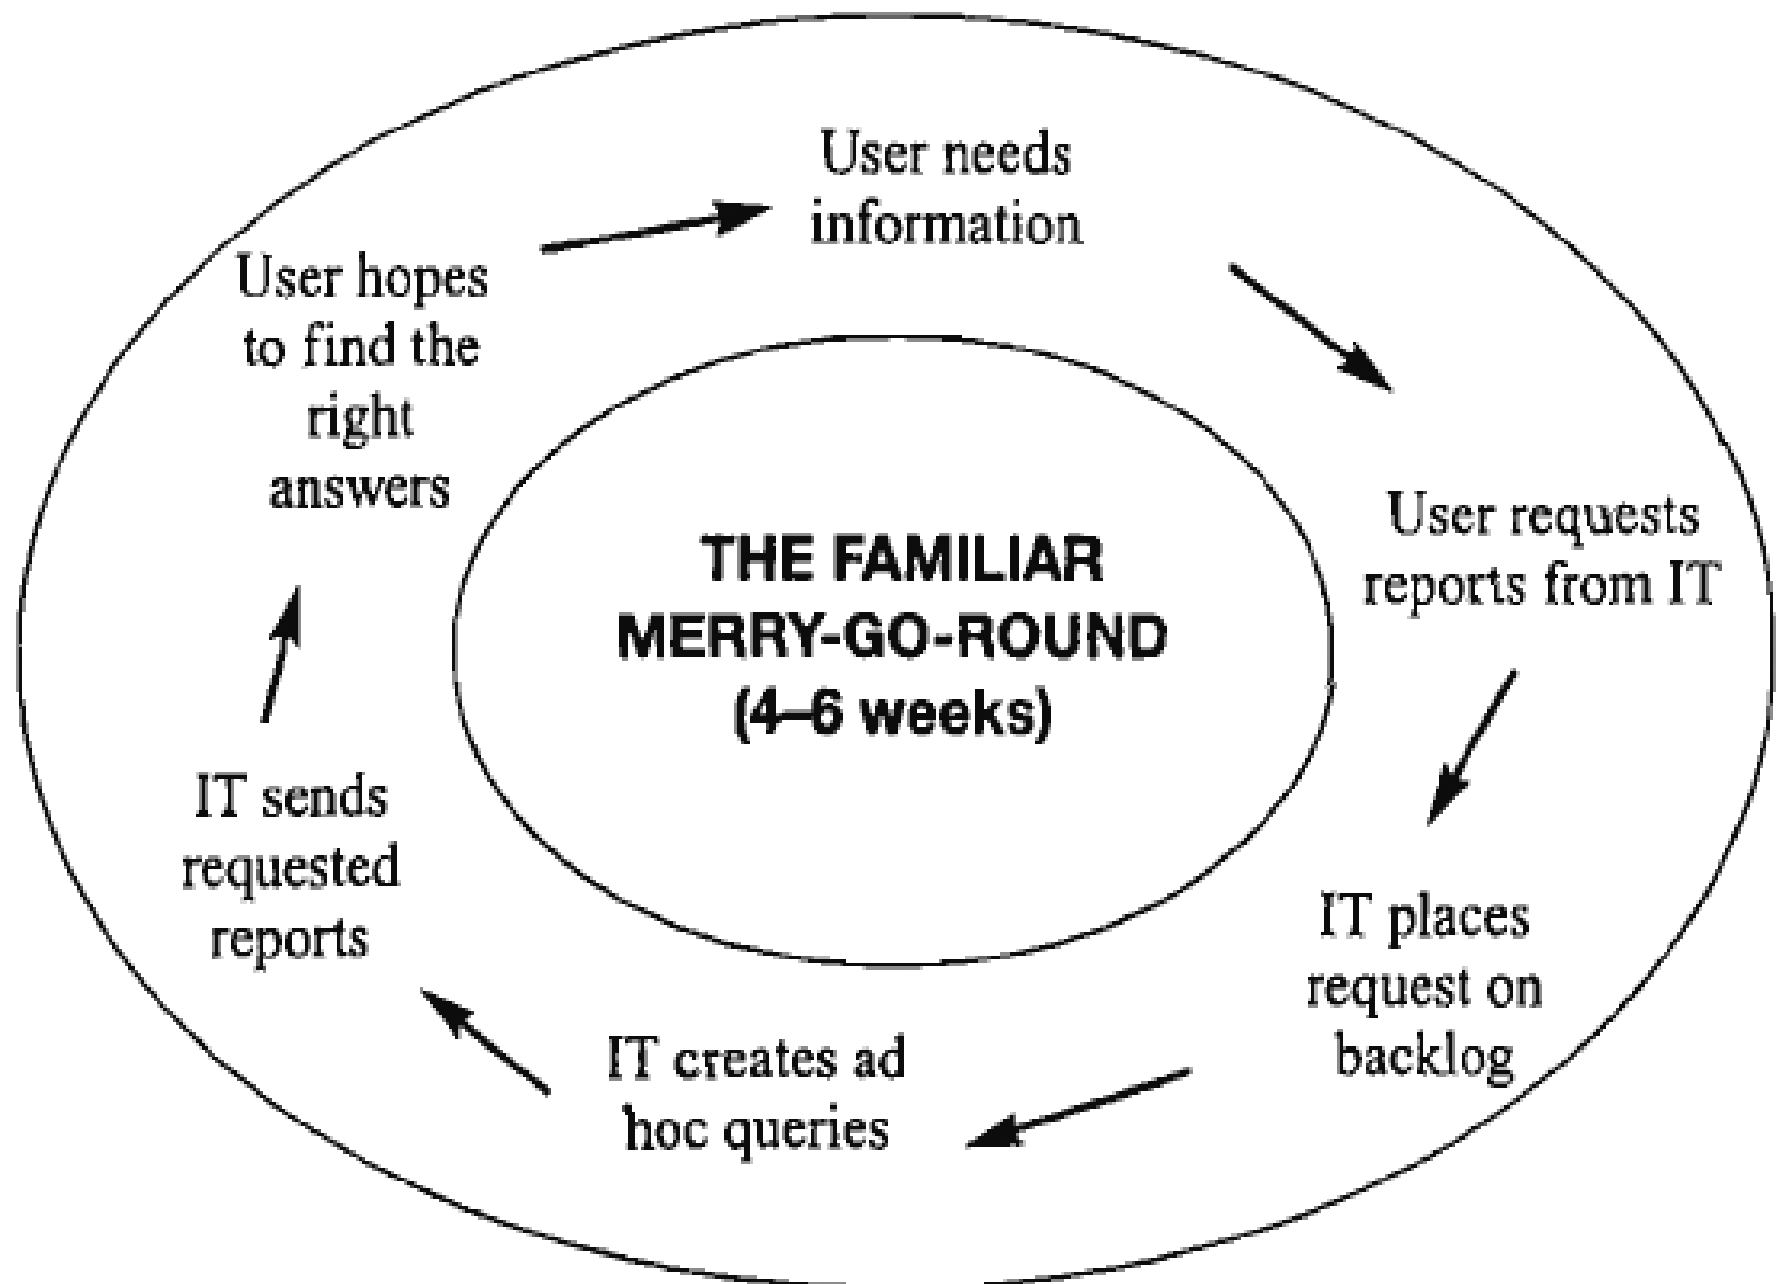 User needs
information
User requests
reports from IT
IT places
request on
backlog
IT creates ad
hoc queries
IT sends
requested
reports
User hopes
to find the
right
answers
THE FAMILIAR
MERRY-GO-ROUND
(4–6 weeks)